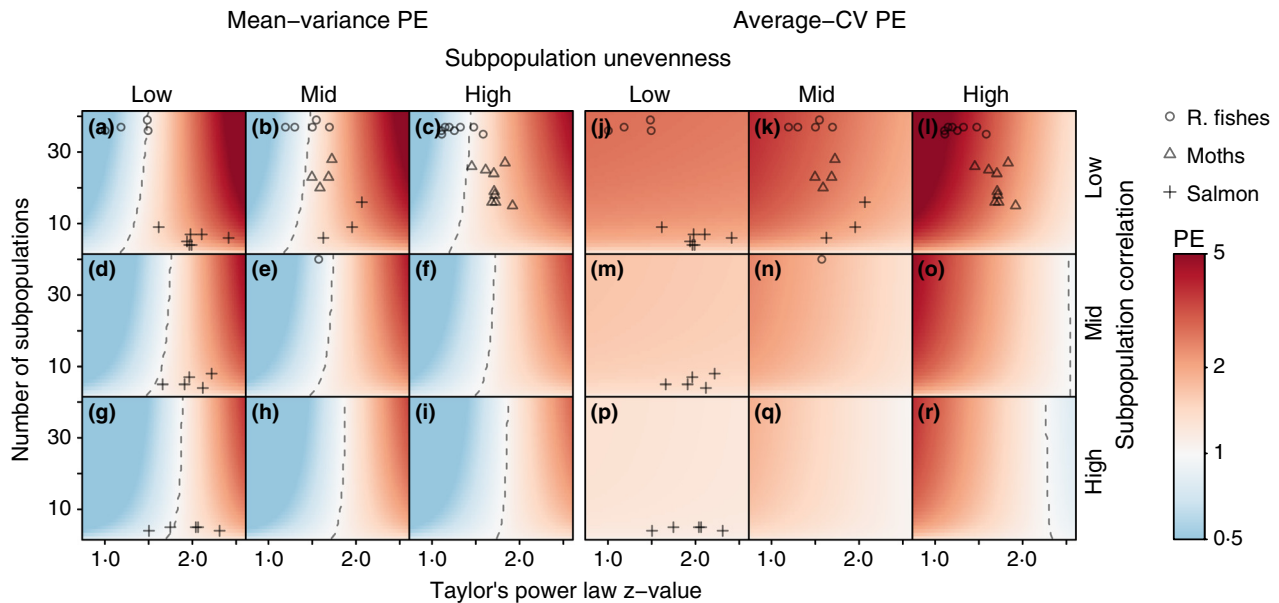 Mean−variance PE
Average−CV PE
Subpopulation unevenness
Low Mid High Low Mid High
(a) (b) (c) (j) (k) (l)
(d) (e) (f) (m) (n) (o)
(g) (h) (i) (p) (q) (r)
30
10
30
10
30
10
Number of subpopulations
1·0 2·0 1·0 2·0 1·0 2·0 1·0 2·0 1·0 2·0 1·0 2·0
Taylor's power law z−value
Low
Mid
High
Subpopulation correlation
R. fishes
Moths
Salmon
PE
5
2
1
0·5